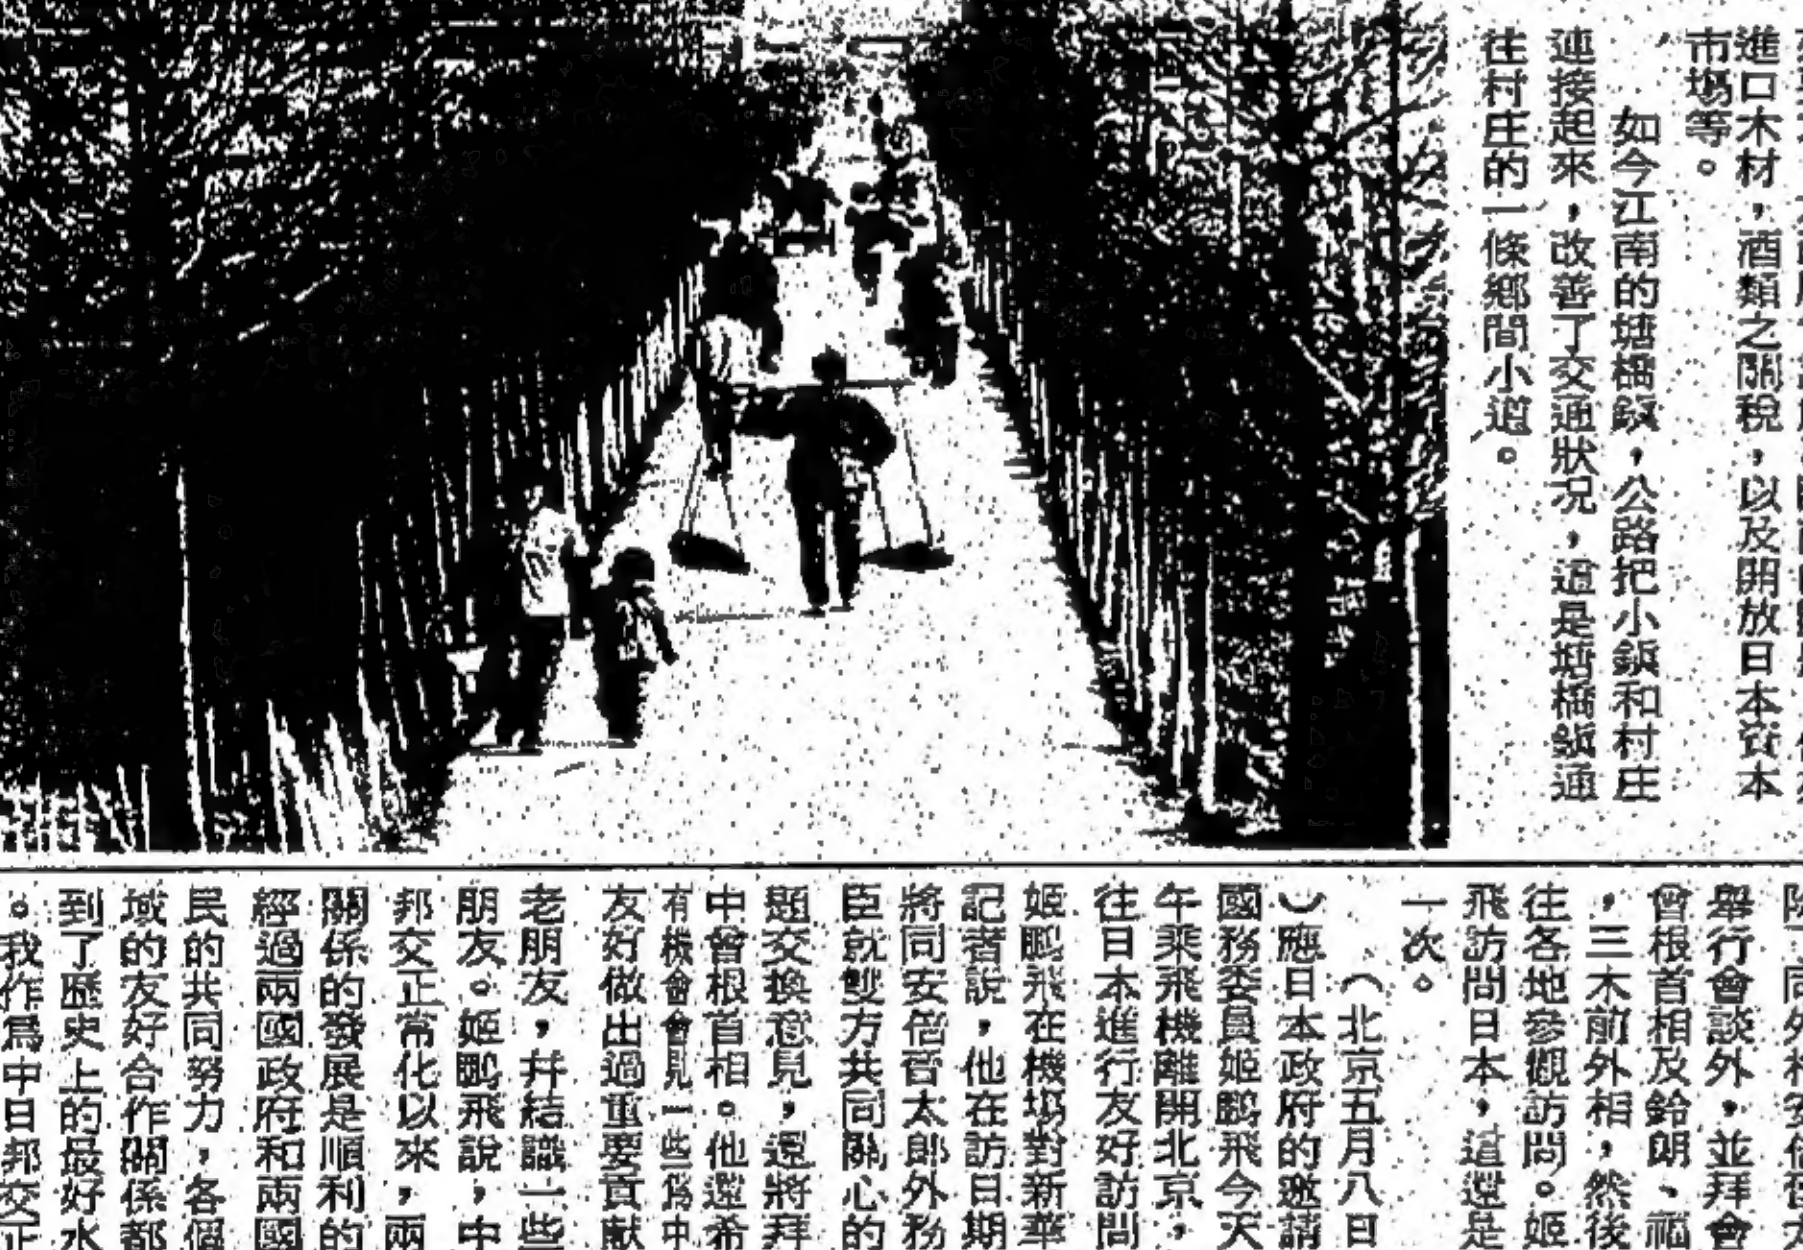 進口木材，酒類之關稅，以及開放日本資本
市場等。
如今江南的塘橋鎮，公路把小鎮和村庄
連接起來，改善了交通狀况，這是塘橋鎮通
往村庄的一條鄉間小道。
舉行會談外，並拜會
曾根首相及鈴朗、福
，三木前外相，然後
往各地參觀訪問。姬
飛訪問日本，這還是
一次。
（北京五月八日
）應日本政府的邀請
國務委員姬鵬飛今天
午乘飛機離開北京，
往日本進行友好訪問
姬鵬飛在機場對新華
記者說，他在訪日期
將同安倍晉太郎外務
臣就雙方共同關心的
題交換意見，還將拜
中曾根首相。他還希
有機會會見一些爲中
友好做出過重要貢献
老朋友，幷結識一些
朋友。姬鵬飛說，中
邦交正常化以來，兩
關係的發展是順利的
經過兩國政府和兩國
民的共同努力，各個
域的友好合作關係都
到了歷史上的最好水
。我作爲中日邦交正